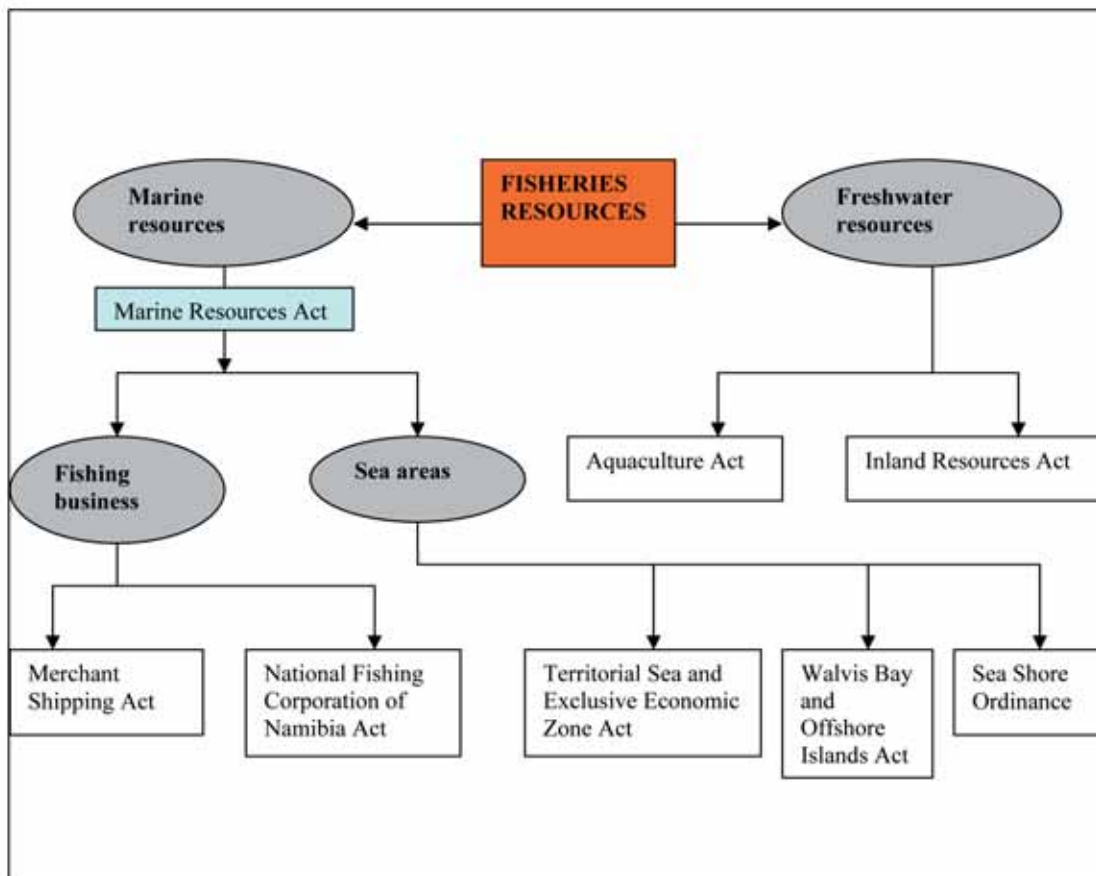 FISHERIES
RESOURCES
Marine
resources
Freshwater
resources
Marine Resources Act
Fishing
business
Sea areas
Aquaculture Act
Inland Resources Act
Merchant
Shipping Act
National Fishing
Corporation of
Namibia Act
Territorial Sea and
Exclusive Economic
Zone Act
Walvis Bay
and
Offshore
Islands Act
Sea Shore
Ordinance